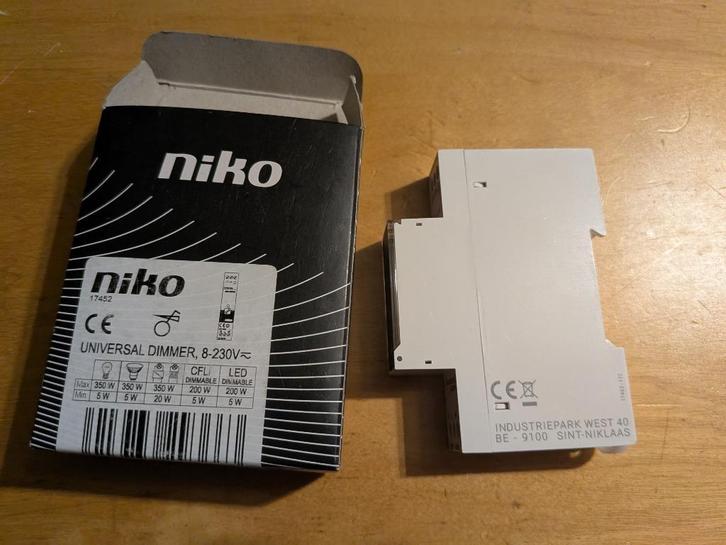 niko
niko
17452
CE
UNIVERSAL DIMMER, 8-230V≂
CFLi DIMMABLE LED DIMMABLE
Max 350 W 350 W 350 W 200 W 200 W
Min 5 W 5 W 20 W 5 W 5 W
CE
INDUSTRIEPARK WEST 40
BE - 9100 SINT-NIKLAAS